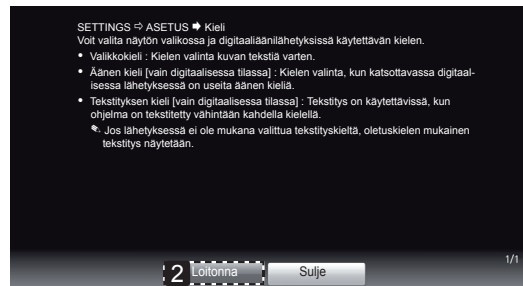 SETTINGS ⇨ ASETUS ➡ Kieli
Voit valita näytön valikossa ja digitaaliäänilähetyksissä käytettävän kielen.
• Valikkokieli : Kielen valinta kuvan tekstiä varten.
• Äänen kieli [vain digitaalisessa tilassa] : Kielen valinta, kun katsottavassa digitaal-
isessa lähetyksessä on useita äänen kieliä.
• Tekstityksen kieli [vain digitaalisessa tilassa] : Tekstitys on käytettävissä, kun
ohjelma on tekstitetty vähintään kahdella kielellä.
✎ Jos lähetyksessä ei ole mukana valittua tekstityskieltä, oletuskielen mukainen
tekstitys näytetään.
1/1
2 Loitonna Sulje